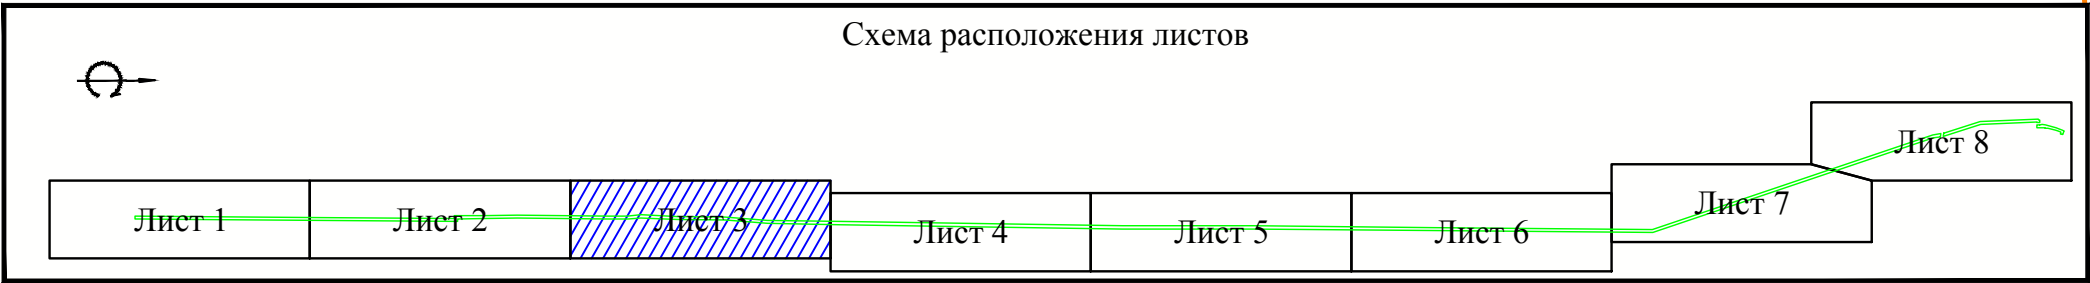 Схема расположения листов
Лист 1
Лист 2
Лист 3
Лист 4
Лист 5
Лист 6
Лист 7
Лист 8